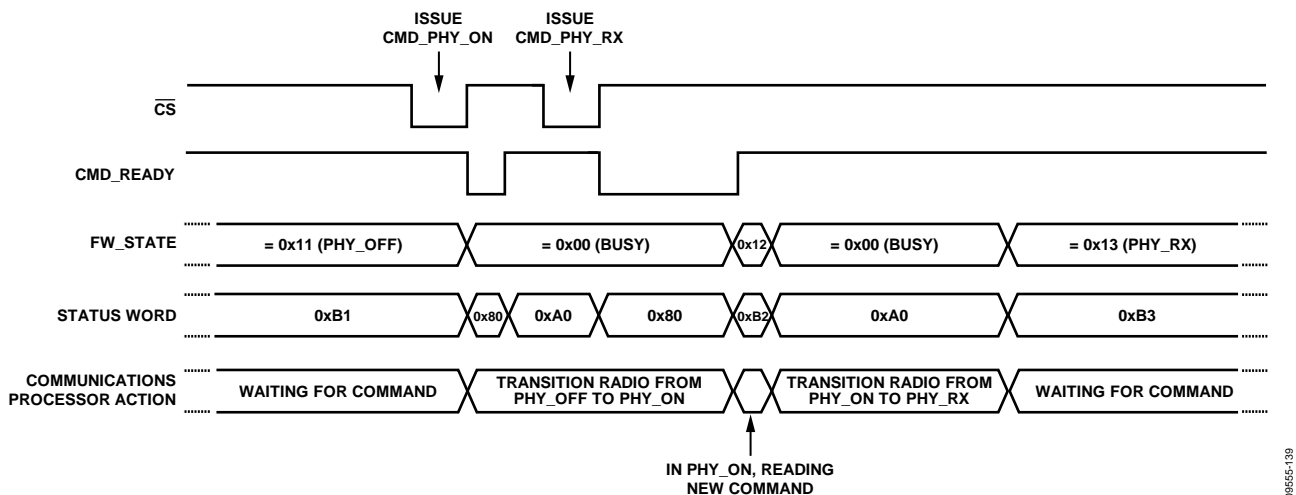 ISSUE
CMD_PHY_ON
ISSUE
CMD_PHY_RX
CS
CMD_READY
FW_STATE
= 0x11 (PHY_OFF)
= 0x00 (BUSY)
0x12
= 0x00 (BUSY)
= 0x13 (PHY_RX)
STATUS WORD
0xB1
0x80
0xA0
0x80
0xB2
0xA0
0xB3
COMMUNICATIONS
PROCESSOR ACTION
WAITING FOR COMMAND
TRANSITION RADIO FROM
PHY_OFF TO PHY_ON
TRANSITION RADIO FROM
PHY_ON TO PHY_RX
WAITING FOR COMMAND
IN PHY_ON, READING
NEW COMMAND
09555-139